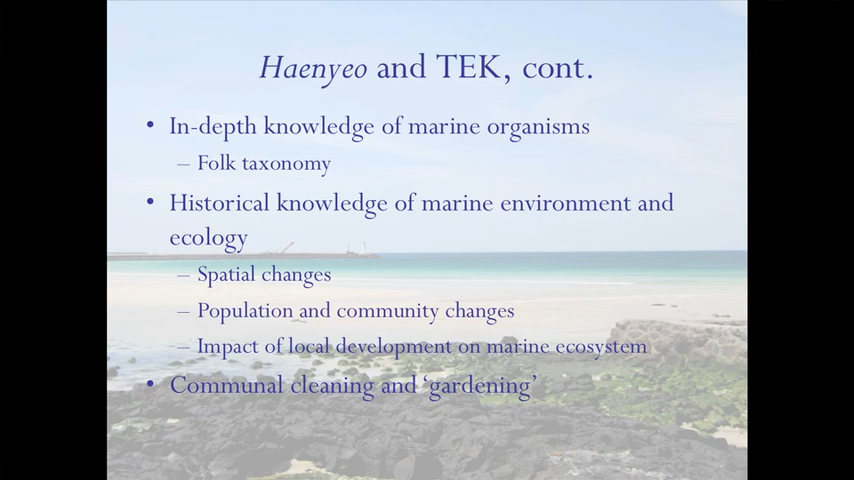 Haenyeo and TEK, cont.
• In-depth knowledge of marine organisms
– Folk taxonomy
• Historical knowledge of marine environment and
ecology
– Spatial changes
– Population and community changes
– Impact of local development on marine ecosystem
• Communal cleaning and ‘gardening’